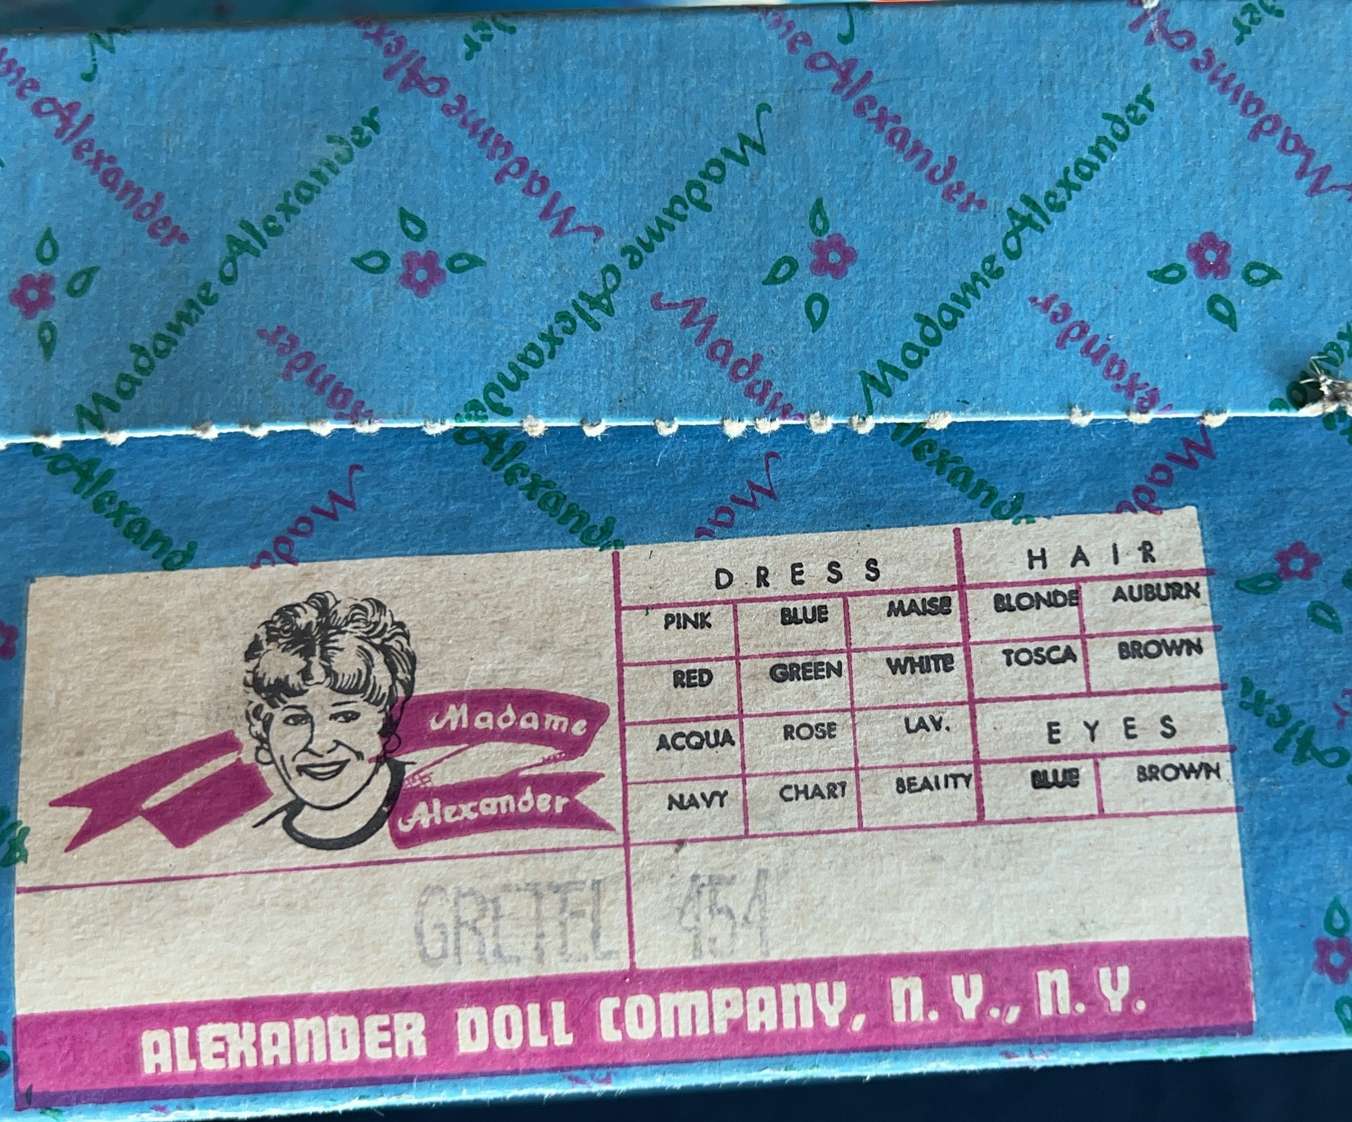 Madame Alexander
Madame Alexander
Madame Alexander
Madame Alexander
Madame Alexander
Madame Alexander
Madame
Alexander
DRESS
HAIR
PINK BLUE MAISE BLONDE AUBURN
RED GREEN WHITE TOSCA BROWN
ACQUA ROSE LAV.
EYES
NAVY CHART BEAUTY BLUE BROWN
GRETEL 454
ALEXANDER DOLL COMPANY, N.Y., N.Y.